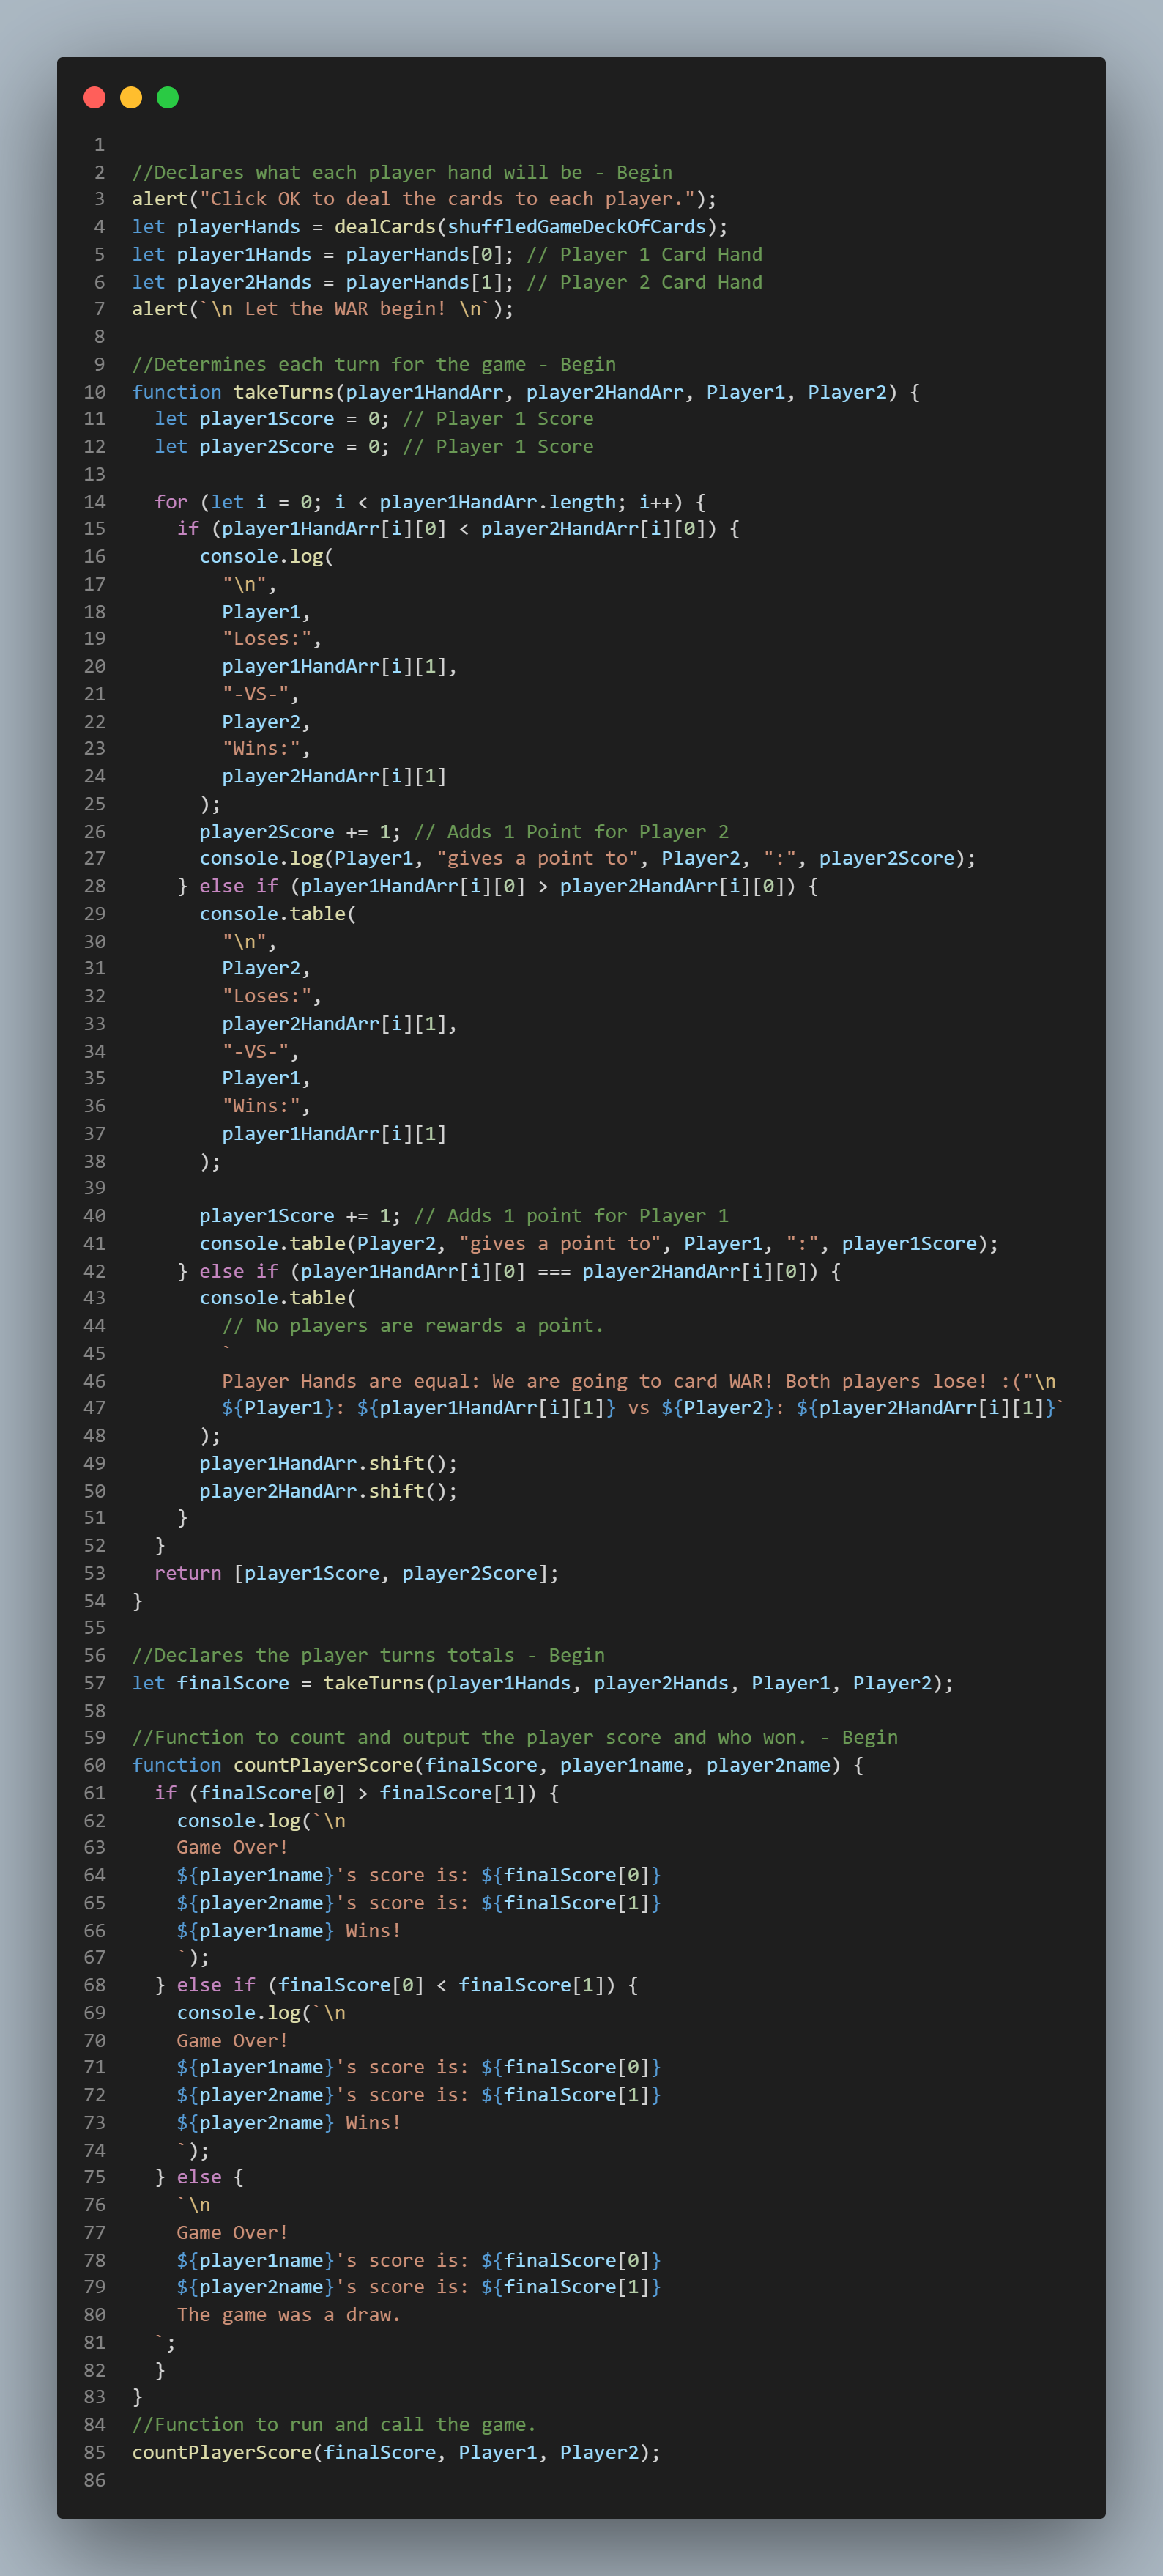 1
2 //Declares what each player hand will be - Begin
3 alert("Click OK to deal the cards to each player.");
4 let playerHands = dealCards(shuffledGameDeckOfCards);
5 let player1Hands = playerHands[0]; // Player 1 Card Hand
6 let player2Hands = playerHands[1]; // Player 2 Card Hand
7 alert(`\n Let the WAR begin! \n`);
8
9 //Determines each turn for the game - Begin
10 function takeTurns(player1HandArr, player2HandArr, Player1, Player2) {
11   let player1Score = 0; // Player 1 Score
12   let player2Score = 0; // Player 1 Score
13
14   for (let i = 0; i < player1HandArr.length; i++) {
15     if (player1HandArr[i][0] < player2HandArr[i][0]) {
16       console.log(
17         "\n",
18         Player1,
19         "Loses:",
20         player1HandArr[i][1],
21         "-VS-",
22         Player2,
23         "Wins:",
24         player2HandArr[i][1]
25       );
26       player2Score += 1; // Adds 1 Point for Player 2
27       console.log(Player1, "gives a point to", Player2, ":", player2Score);
28     } else if (player1HandArr[i][0] > player2HandArr[i][0]) {
29       console.table(
30         "\n",
31         Player2,
32         "Loses:",
33         player2HandArr[i][1],
34         "-VS-",
35         Player1,
36         "Wins:",
37         player1HandArr[i][1]
38       );
39
40       player1Score += 1; // Adds 1 point for Player 1
41       console.table(Player2, "gives a point to", Player1, ":", player1Score);
42     } else if (player1HandArr[i][0] === player2HandArr[i][0]) {
43       console.table(
44         // No players are rewards a point.
45         `
46         Player Hands are equal: We are going to card WAR! Both players lose! :("\n
47         ${Player1}: ${player1HandArr[i][1]} vs ${Player2}: ${player2HandArr[i][1]}`
48       );
49       player1HandArr.shift();
50       player2HandArr.shift();
51     }
52   }
53   return [player1Score, player2Score];
54 }
55
56 //Declares the player turns totals - Begin
57 let finalScore = takeTurns(player1Hands, player2Hands, Player1, Player2);
58
59 //Function to count and output the player score and who won. - Begin
60 function countPlayerScore(finalScore, player1name, player2name) {
61   if (finalScore[0] > finalScore[1]) {
62     console.log(`\n
63     Game Over!
64     ${player1name}'s score is: ${finalScore[0]}
65     ${player2name}'s score is: ${finalScore[1]}
66     ${player1name} Wins!
67     `);
68   } else if (finalScore[0] < finalScore[1]) {
69     console.log(`\n
70     Game Over!
71     ${player1name}'s score is: ${finalScore[0]}
72     ${player2name}'s score is: ${finalScore[1]}
73     ${player2name} Wins!
74     `);
75   } else {
76     `\n
77     Game Over!
78     ${player1name}'s score is: ${finalScore[0]}
79     ${player2name}'s score is: ${finalScore[1]}
80     The game was a draw.
81   `;
82   }
83 }
84 //Function to run and call the game.
85 countPlayerScore(finalScore, Player1, Player2);
86